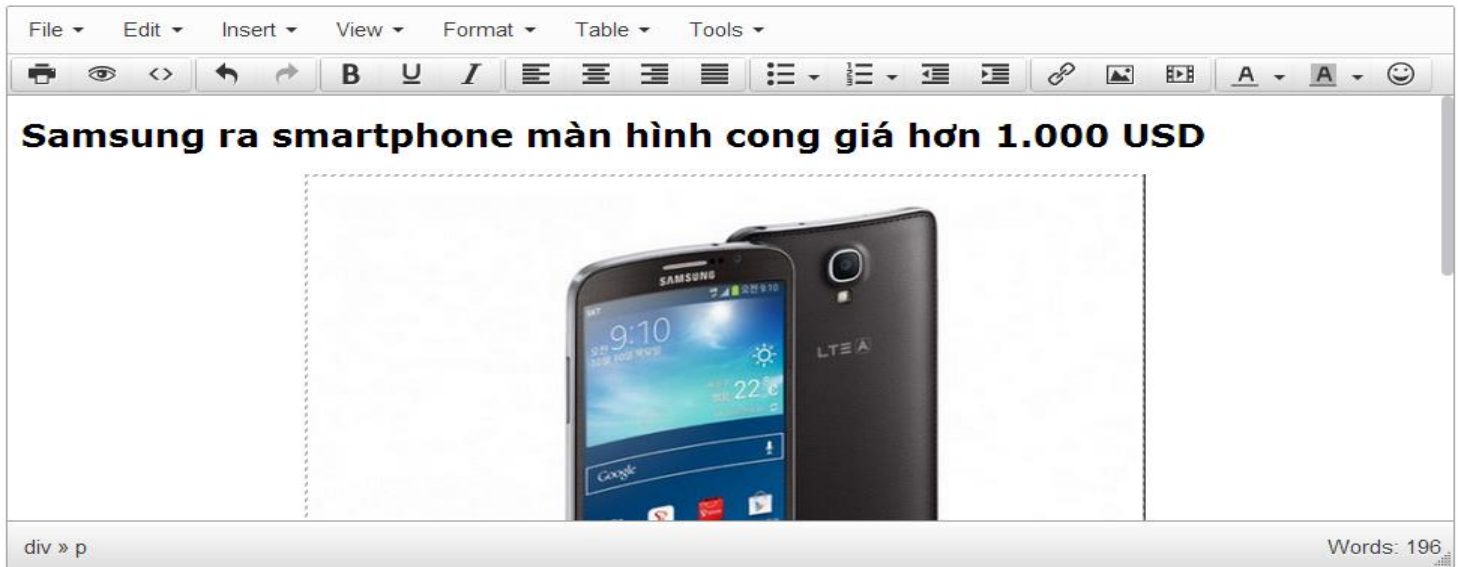 File Edit Insert View Format Table Tools
B U I A A
Samsung ra smartphone màn hình cong giá hơn 1.000 USD
SAMSUNG
SKT
9:10
22°c
LTE A
Google
div » p
Words: 196